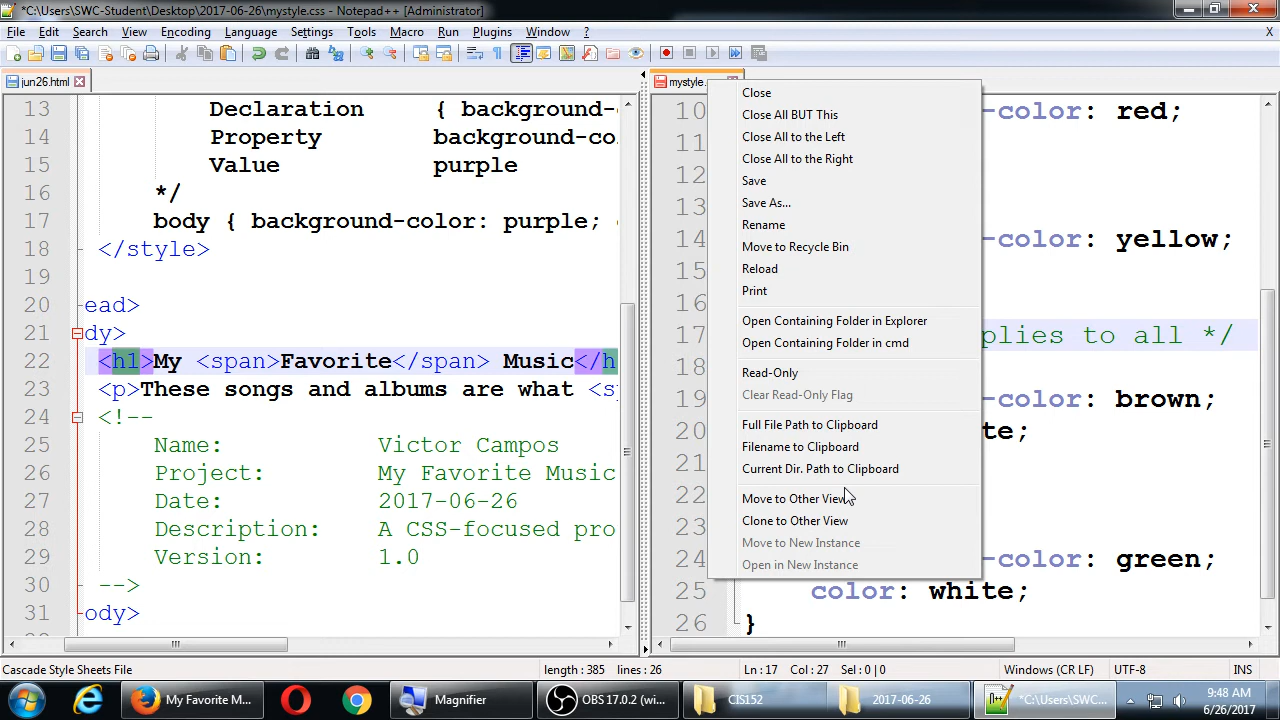 *C:\Users\SWC-Student\Desktop\2017-06-26\mystyle.css - Notepad++ [Administrator]
File Edit Search View Encoding Language Settings Tools Macro Run Plugins Window ? X
jun26.html
13 Declaration { background-co
14 Property background-co
15 Value purple
16 */
17 body { background-color: purple;
18 </style>
19
20 ead>
21 dy>
22 <h1>My <span>Favorite</span> Music</h
23 <p>These songs and albums are what <s
24 <!--
25 Name: Victor Campos
26 Project: My Favorite Music
27 Date: 2017-06-26
28 Description: A CSS-focused pro
29 Version: 1.0
30 -->
31 ody>
mystyle.
10 -color: red;
11
12
13
14 -color: yellow;
15
16
17 plies to all */
18
19 -color: brown;
20 te;
21
22
23
24 -color: green;
25 color: white;
26 }
Close
Close All BUT This
Close All to the Left
Close All to the Right
Save
Save As...
Rename
Move to Recycle Bin
Reload
Print
Open Containing Folder in Explorer
Open Containing Folder in cmd
Read-Only
Clear Read-Only Flag
Full File Path to Clipboard
Filename to Clipboard
Current Dir. Path to Clipboard
Move to Other View
Clone to Other View
Move to New Instance
Open in New Instance
Cascade Style Sheets File length : 385 lines : 26 Ln : 17 Col : 27 Sel : 0 | 0 Windows (CR LF) UTF-8 INS
My Favorite M... Magnifier OBS 17.0.2 (wi... CIS152 2017-06-26 *C:\Users\SWC... 9:48 AM
6/26/2017